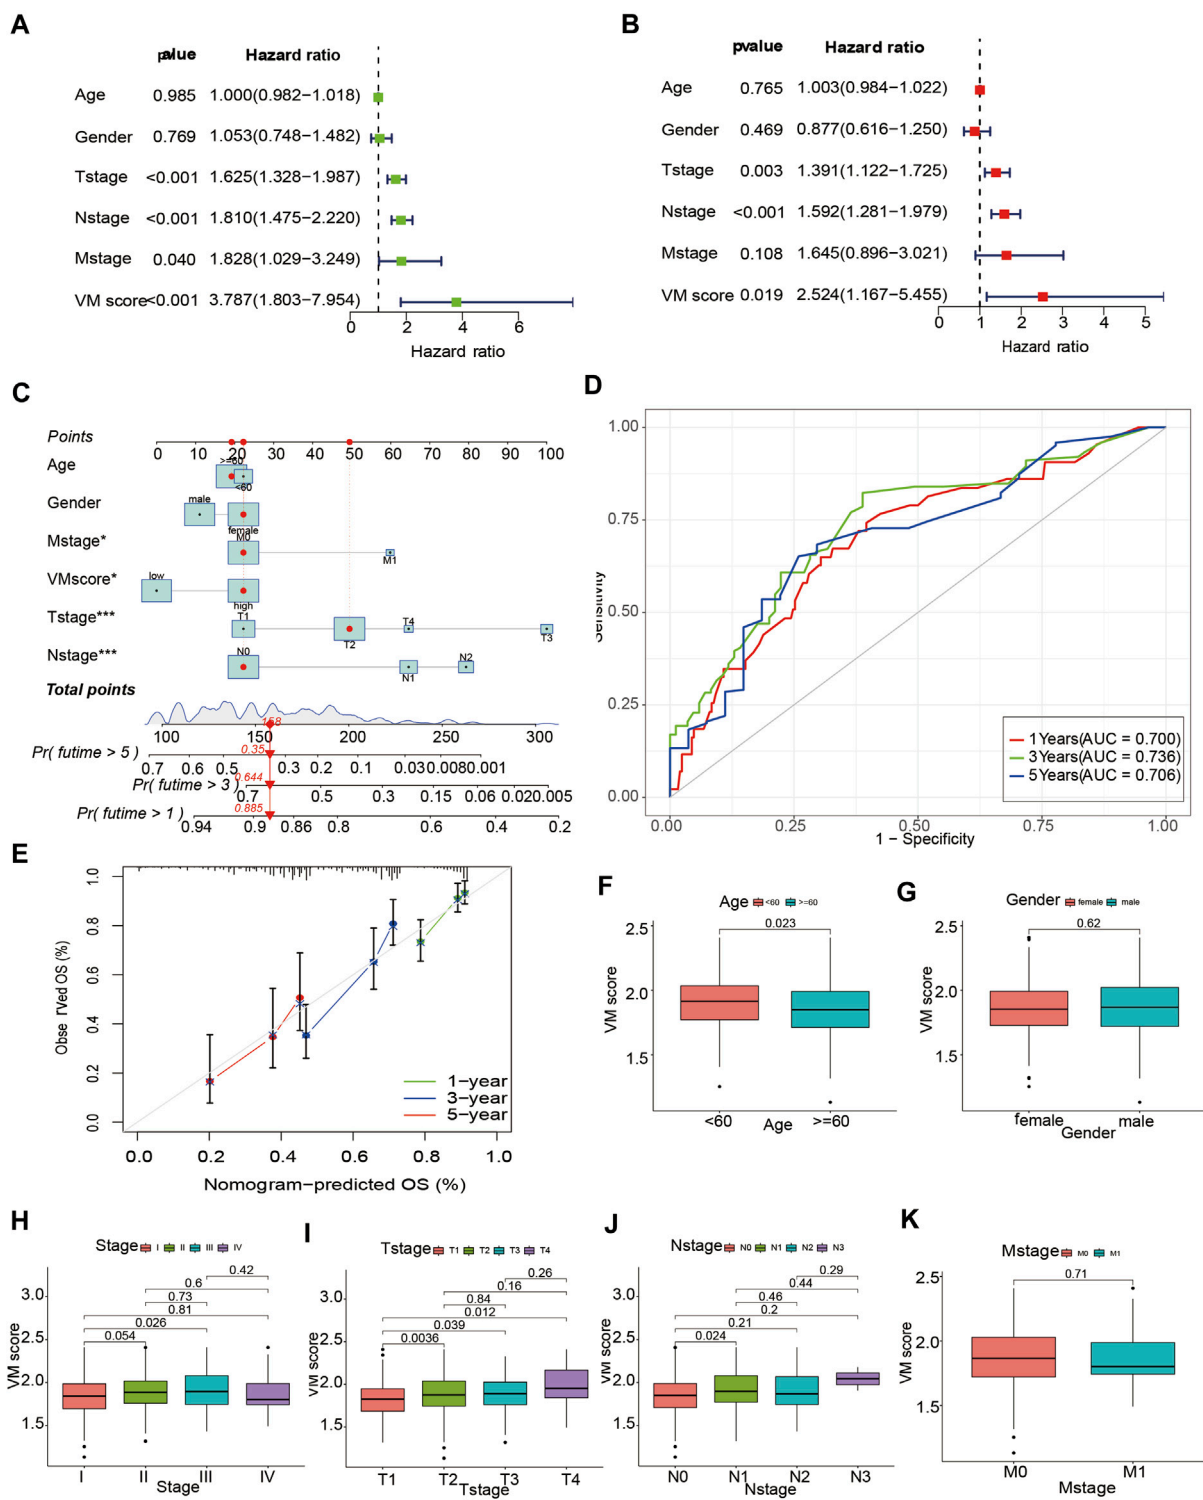 A
pvalue Hazard ratio
Age 0.985 1.000(0.982−1.018)
Gender 0.769 1.053(0.748−1.482)
Tstage <0.001 1.625(1.328−1.987)
Nstage <0.001 1.810(1.475−2.220)
Mstage 0.040 1.828(1.029−3.249)
VM score <0.001 3.787(1.803−7.954)
0 2 4 6
Hazard ratio
B
pvalue Hazard ratio
Age 0.765 1.003(0.984−1.022)
Gender 0.469 0.877(0.616−1.250)
Tstage 0.003 1.391(1.122−1.725)
Nstage <0.001 1.592(1.281−1.979)
Mstage 0.108 1.645(0.896−3.021)
VM score 0.019 2.524(1.167−5.455)
0 1 2 3 4 5
Hazard ratio
C
Points
0 10 20 30 40 50 60 70 80 90 100
Age
>=60
<60
Gender
male
female
Mstage*
M0
M1
VMscore*
low
high
Tstage***
T1
T4
T2
T3
Nstage***
N0
N2
N1
Total points
158
100 150 200 250 300
Pr( futime > 5 )
0.35
0.7 0.6 0.5 0.3 0.2 0.1 0.03 0.008 0.001
Pr( futime > 3 )
0.644
0.7 0.5 0.3 0.15 0.06 0.02 0.005
Pr( futime > 1 )
0.885
0.94 0.9 0.86 0.8 0.6 0.4 0.2
D
Sensitivity
1.00
0.75
0.50
0.25
0.00
1 Years(AUC = 0.700)
3 Years(AUC = 0.736)
5 Years(AUC = 0.706)
0.00 0.25 0.50 0.75 1.00
1 − Specificity
E
Obse rved OS (%)
1.0
0.8
0.6
0.4
0.2
0.0
1−year
3−year
5−year
0.0 0.2 0.4 0.6 0.8 1.0
Nomogram−predicted OS (%)
F
Age <60 >=60
0.023
VM score
2.5
2.0
1.5
<60 >=60
Age
G
Gender female male
0.62
VM score
2.5
2.0
1.5
female male
Gender
H
Stage I II III IV
0.42
0.6
0.73
0.81
0.026
0.054
VM score
3.0
2.5
2.0
1.5
I II III IV
Stage
I
Tstage T1 T2 T3 T4
0.26
0.16
0.84
0.012
0.039
0.0036
VM score
3.0
2.5
2.0
1.5
T1 T2 T3 T4
Tstage
J
Nstage N0 N1 N2 N3
0.29
0.44
0.46
0.2
0.21
0.024
VM score
3.0
2.5
2.0
1.5
N0 N1 N2 N3
Nstage
K
Mstage M0 M1
0.71
VM score
2.5
2.0
1.5
M0 M1
Mstage